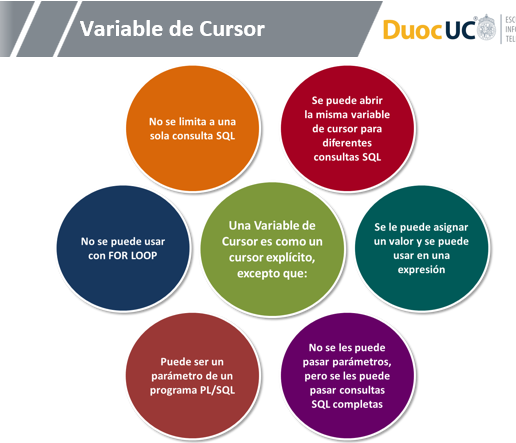 Variable de Cursor
DuocUC
ESC
INFO
TEL
No se limita a una
sola consulta SQL
Se puede abrir
la misma variable
de cursor para
diferentes
consultas SQL
No se puede usar
con FOR LOOP
Una Variable de
Cursor es como un
cursor explícito,
excepto que:
Se le puede asignar
un valor y se puede
usar en una
expresión
Puede ser un
parámetro de un
programa PL/SQL
No se les puede
pasar parámetros,
pero se les puede
pasar consultas
SQL completas